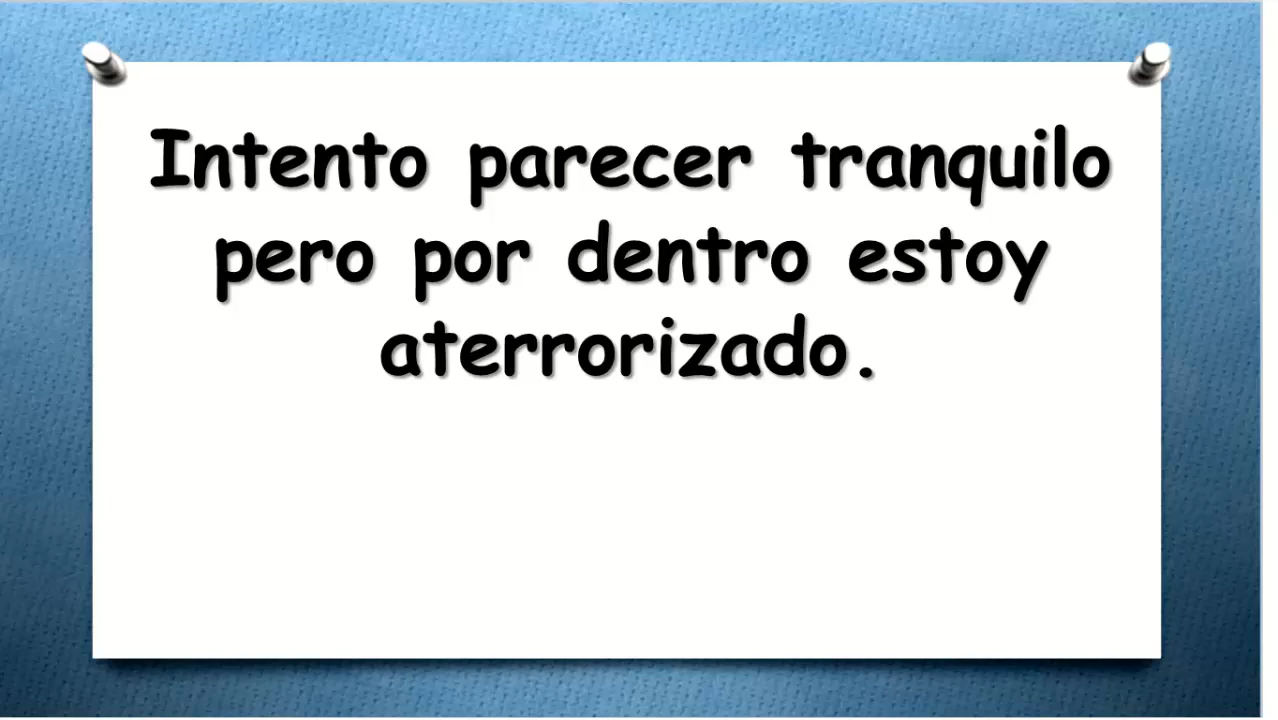 Intento parecer tranquilo
pero por dentro estoy
aterrorizado.